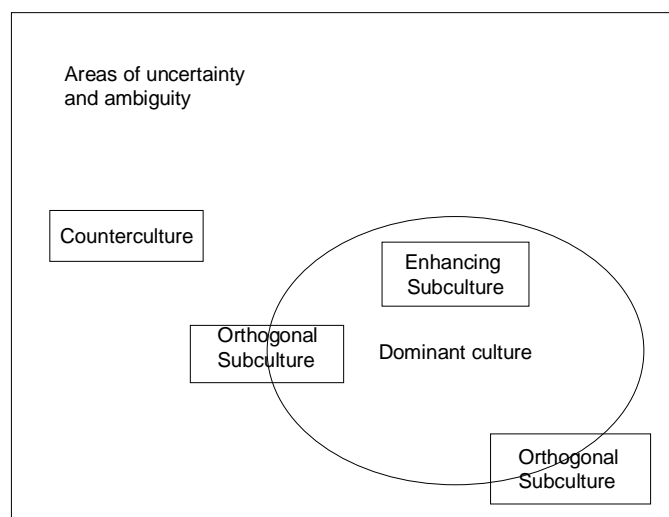 Areas of uncertainty
and ambiguity
Counterculture
Enhancing
Subculture
Orthogonal
Subculture
Dominant culture
Orthogonal
Subculture